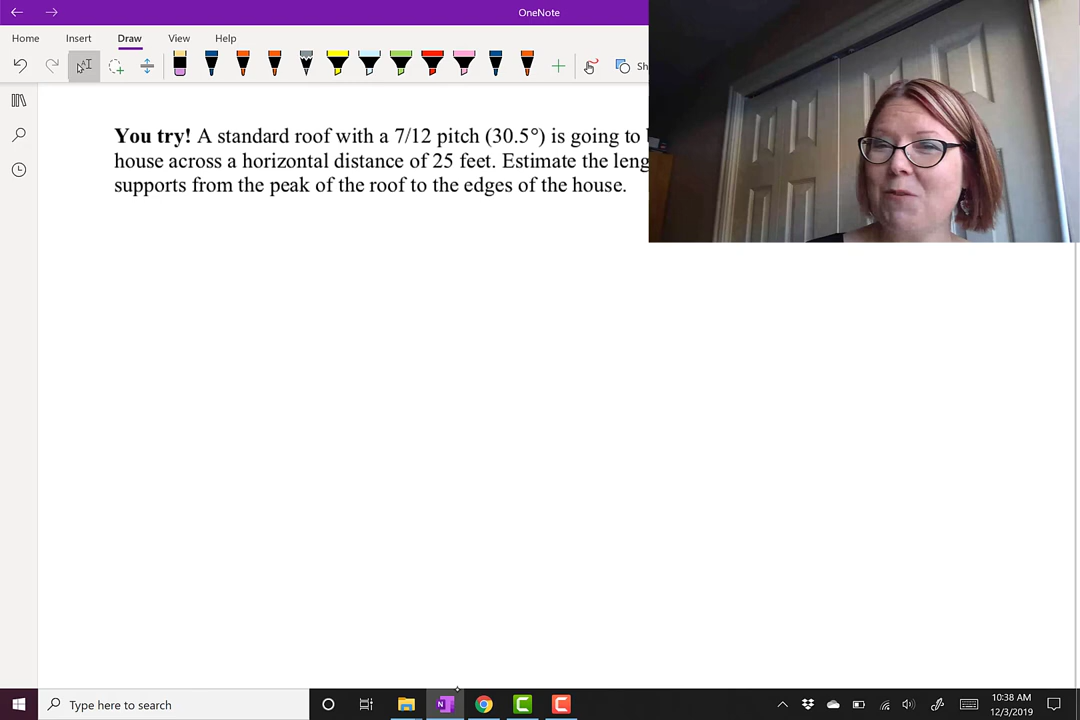 OneNote
Home Insert Draw View Help
You try! A standard roof with a 7/12 pitch (30.5°) is going to
house across a horizontal distance of 25 feet. Estimate the
supports from the peak of the roof to the edges of the house.
Type here to search
10:38 AM
12/3/2019